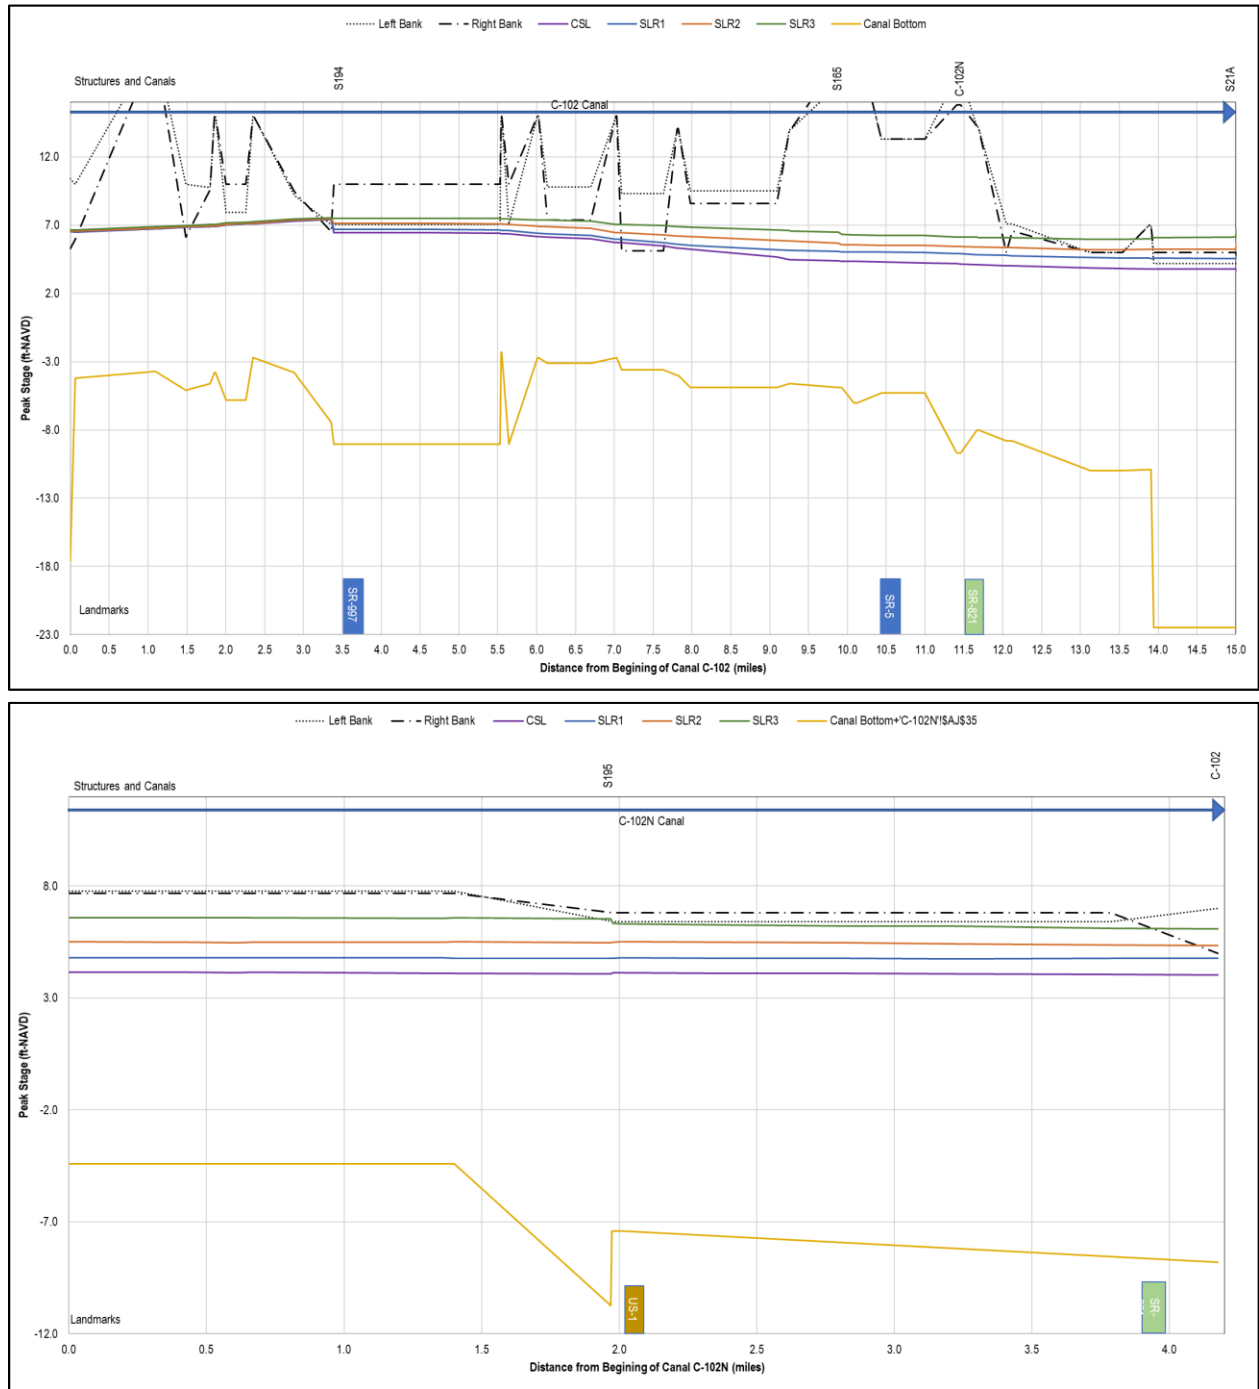 Left Bank Right Bank CSL SLR1 SLR2 SLR3 Canal Bottom
Structures and Canals
S194
S165
C-102N
S21A
C-102 Canal
12.0
7.0
2.0
-3.0
-8.0
-13.0
-18.0
-23.0
Peak Stage (ft-NAVD)
Landmarks
SR-997
SR-5
SR-821
0.0 0.5 1.0 1.5 2.0 2.5 3.0 3.5 4.0 4.5 5.0 5.5 6.0 6.5 7.0 7.5 8.0 8.5 9.0 9.5 10.0 10.5 11.0 11.5 12.0 12.5 13.0 13.5 14.0 14.5 15.0
Distance from Begining of Canal C-102 (miles)
Left Bank Right Bank CSL SLR1 SLR2 SLR3 Canal Bottom+'C-102N'!$AJ$35
Structures and Canals
S195
C-102
C-102N Canal
8.0
3.0
-2.0
-7.0
-12.0
Peak Stage (ft-NAVD)
Landmarks
US-1
SR-
0.0 0.5 1.0 1.5 2.0 2.5 3.0 3.5 4.0
Distance from Begining of Canal C-102N (miles)